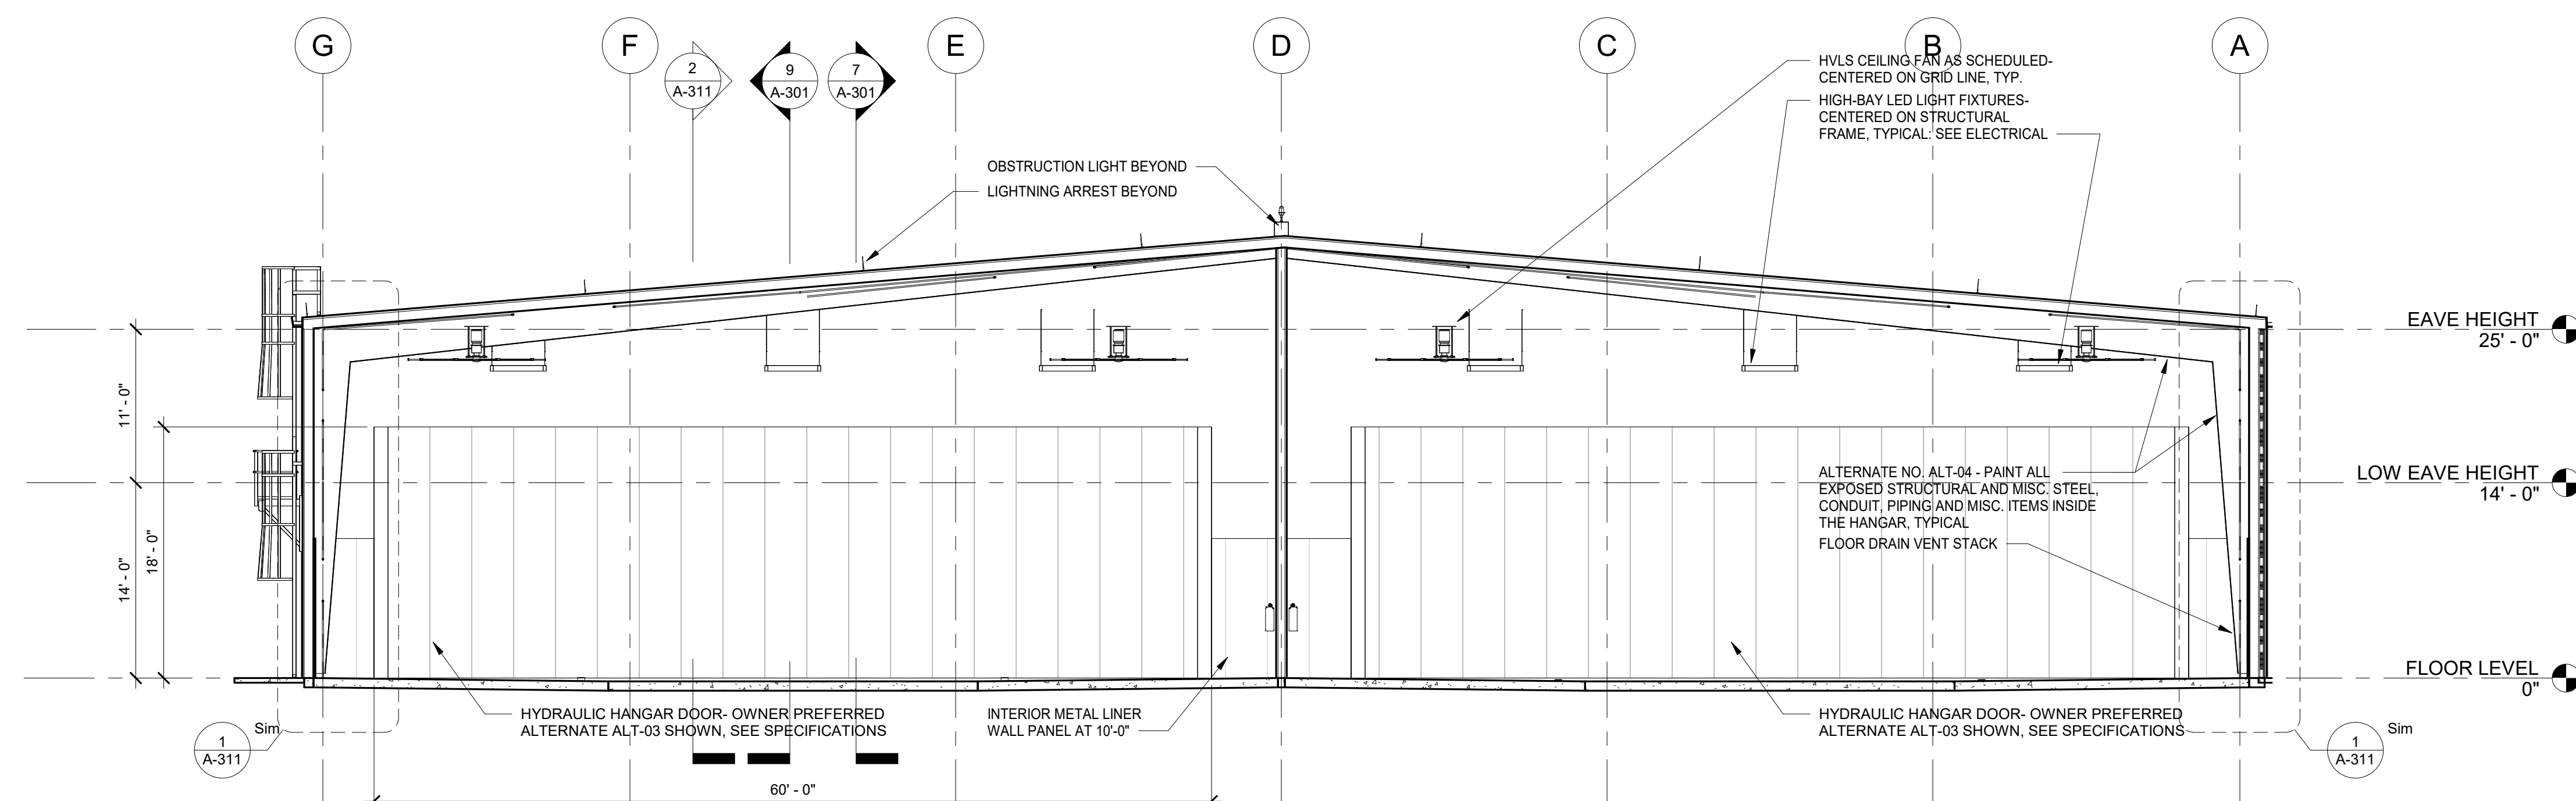 G
F
E
D
C
B
A
2
A-311
9
A-301
7
A-301
HVLS CEILING FAN AS SCHEDULED-
CENTERED ON GRID LINE, TYP.
HIGH-BAY LED LIGHT FIXTURES-
CENTERED ON STRUCTURAL
FRAME, TYPICAL: SEE ELECTRICAL
OBSTRUCTION LIGHT BEYOND
LIGHTNING ARREST BEYOND
EAVE HEIGHT
25' - 0"
LOW EAVE HEIGHT
14' - 0"
FLOOR LEVEL
0"
11' - 0"
14' - 0"
18' - 0"
ALTERNATE NO. ALT-04 - PAINT ALL
EXPOSED STRUCTURAL AND MISC. STEEL,
CONDUIT, PIPING AND MISC. ITEMS INSIDE
THE HANGAR, TYPICAL
FLOOR DRAIN VENT STACK
HYDRAULIC HANGAR DOOR- OWNER PREFERRED
ALTERNATE ALT-03 SHOWN, SEE SPECIFICATIONS
INTERIOR METAL LINER
WALL PANEL AT 10'-0"
HYDRAULIC HANGAR DOOR- OWNER PREFERRED
ALTERNATE ALT-03 SHOWN, SEE SPECIFICATIONS
1
A-311
Sim
1
A-311
Sim
60' - 0"